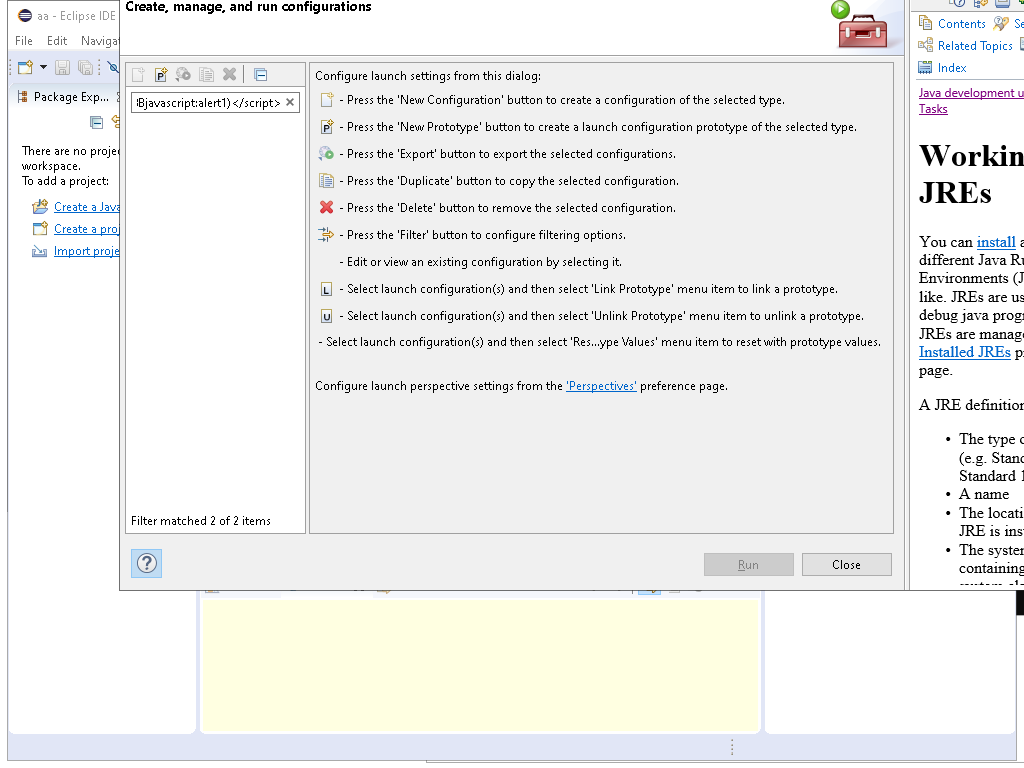 aa - Eclipse IDE
File Edit Naviga
Package Exp...
There are no proje
workspace.
To add a project:
Create a Java
Create a proj
Import proje
Create, manage, and run configurations
Bjavascript:alert1)</script>
Filter matched 2 of 2 items
Configure launch settings from this dialog:
- Press the 'New Configuration' button to create a configuration of the selected type.
P - Press the 'New Prototype' button to create a launch configuration prototype of the selected type.
- Press the 'Export' button to export the selected configurations.
- Press the 'Duplicate' button to copy the selected configuration.
- Press the 'Delete' button to remove the selected configuration.
- Press the 'Filter' button to configure filtering options.
- Edit or view an existing configuration by selecting it.
L - Select launch configuration(s) and then select 'Link Prototype' menu item to link a prototype.
U - Select launch configuration(s) and then select 'Unlink Prototype' menu item to unlink a prototype.
- Select launch configuration(s) and then select 'Res...ype Values' menu item to reset with prototype values.
Configure launch perspective settings from the 'Perspectives' preference page.
?
Run Close
Contents Se
Related Topics
Index
Java development u
Tasks
Workin
JREs
You can install a
different Java Ru
Environments (J
like. JREs are us
debug java progr
JREs are manage
Installed JREs p
page.
A JRE definition
• The type o
(e.g. Stand
Standard 1
• A name
• The locati
JRE is inst
• The system
containing